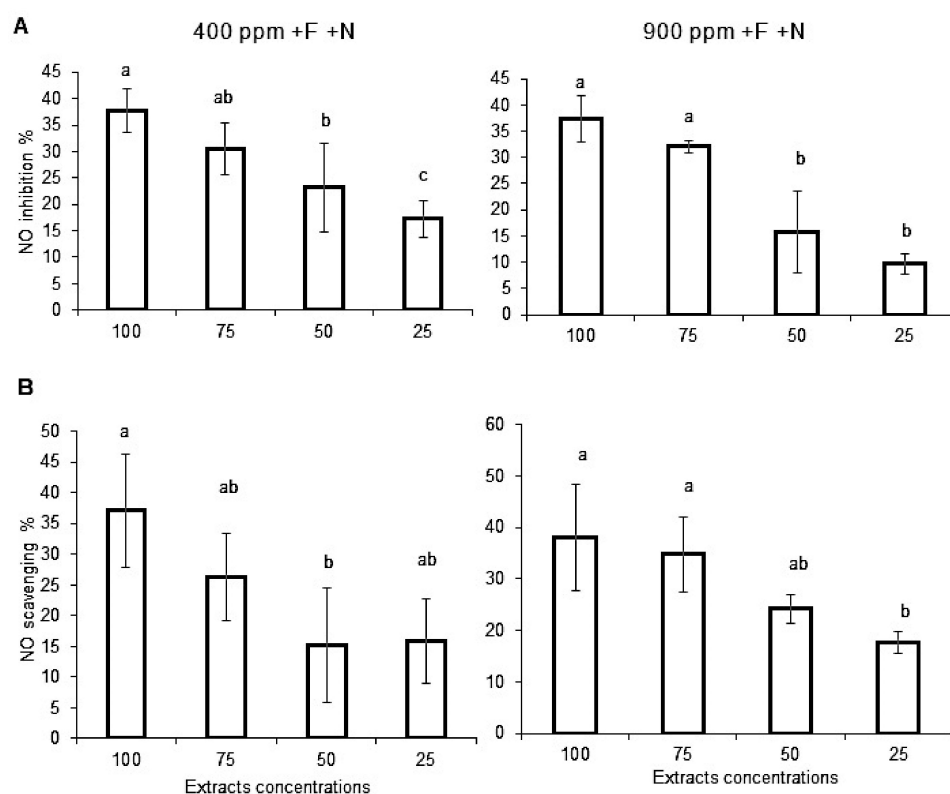 A
400 ppm +F +N
900 ppm +F +N
NO inhibition %
45
40
35
30
25
20
15
10
5
0
a
ab
b
c
100 75 50 25
45
40
35
30
25
20
15
10
5
0
a
a
b
b
100 75 50 25
B
NO scavenging %
50
45
40
35
30
25
20
15
10
5
0
a
ab
b
ab
100 75 50 25
Extracts concentrations
60
50
40
30
20
10
0
a
a
ab
b
100 75 50 25
Extracts concentrations